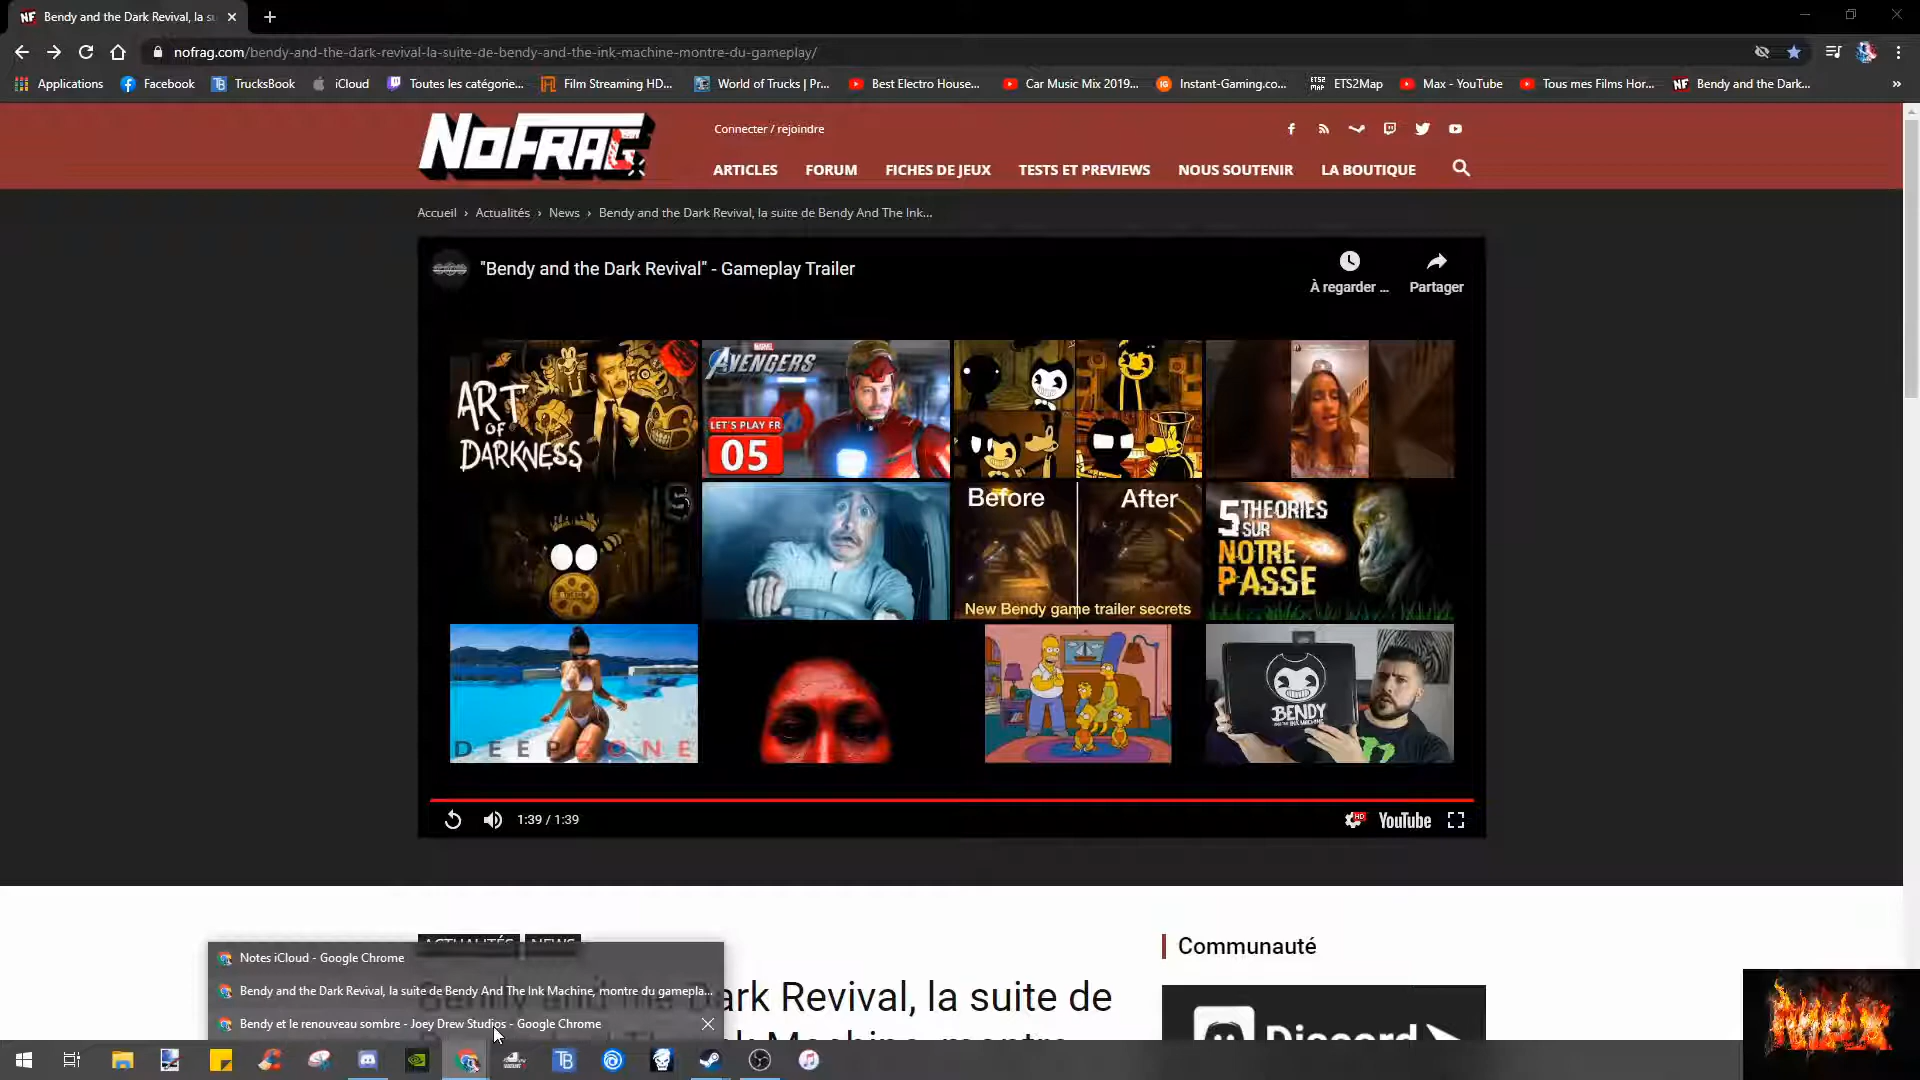 Bendy and the Dark Revival, la su
nofrag.com/bendy-and-the-dark-revival-la-suite-de-bendy-and-the-ink-machine-montre-du-gameplay/
Applications
Facebook
TrucksBook
iCloud
Toutes les catégorie...
Film Streaming HD...
World of Trucks | Pr...
Best Electro House...
Car Music Mix 2019...
Instant-Gaming.co...
ETS2Map
Max - YouTube
Tous mes Films Hor...
Bendy and the Dark...
NOFRAG
Connecter / rejoindre
ARTICLES
FORUM
FICHES DE JEUX
TESTS ET PREVIEWS
NOUS SOUTENIR
LA BOUTIQUE
Accueil › Actualités › News › Bendy and the Dark Revival, la suite de Bendy And The Ink...
"Bendy and the Dark Revival" - Gameplay Trailer
À regarder ...
Partager
ART
OF
DARKNESS
MARVEL
AVENGERS
LET'S PLAY FR
05
Before
After
New Bendy game trailer secrets
5 THEORIES
SUR
NOTRE
PASSÉ
DEEPZONE
BENDY
1:39 / 1:39
HD
YouTube
ACTUALITÉS
NEWS
Communauté
Notes iCloud - Google Chrome
Bendy and the Dark Revival, la suite de Bendy And The Ink Machine, montre du gamepla...
Bendy et le renouveau sombre - Joey Drew Studios - Google Chrome
ark Revival, la suite de
Discord